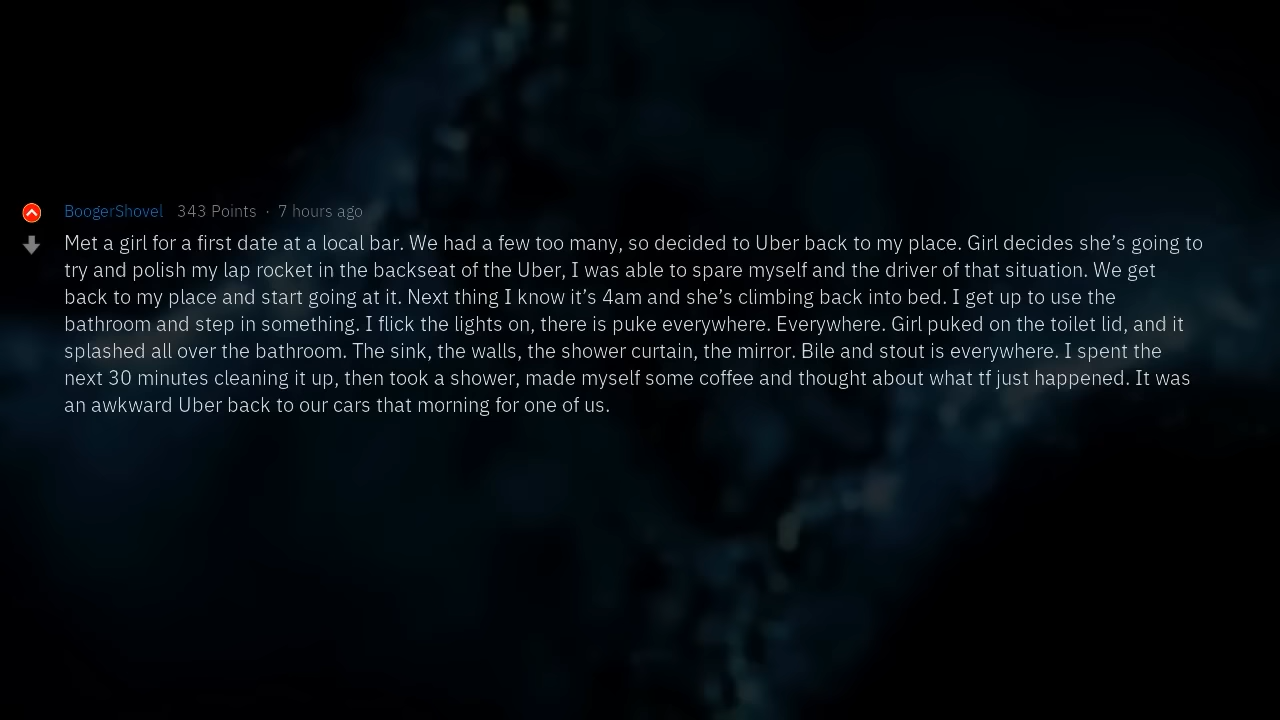 BoogerShovel 343 Points · 7 hours ago
Met a girl for a first date at a local bar. We had a few too many, so decided to Uber back to my place. Girl decides she’s going to
try and polish my lap rocket in the backseat of the Uber, I was able to spare myself and the driver of that situation. We get
back to my place and start going at it. Next thing I know it’s 4am and she’s climbing back into bed. I get up to use the
bathroom and step in something. I flick the lights on, there is puke everywhere. Everywhere. Girl puked on the toilet lid, and it
splashed all over the bathroom. The sink, the walls, the shower curtain, the mirror. Bile and stout is everywhere. I spent the
next 30 minutes cleaning it up, then took a shower, made myself some coffee and thought about what tf just happened. It was
an awkward Uber back to our cars that morning for one of us.